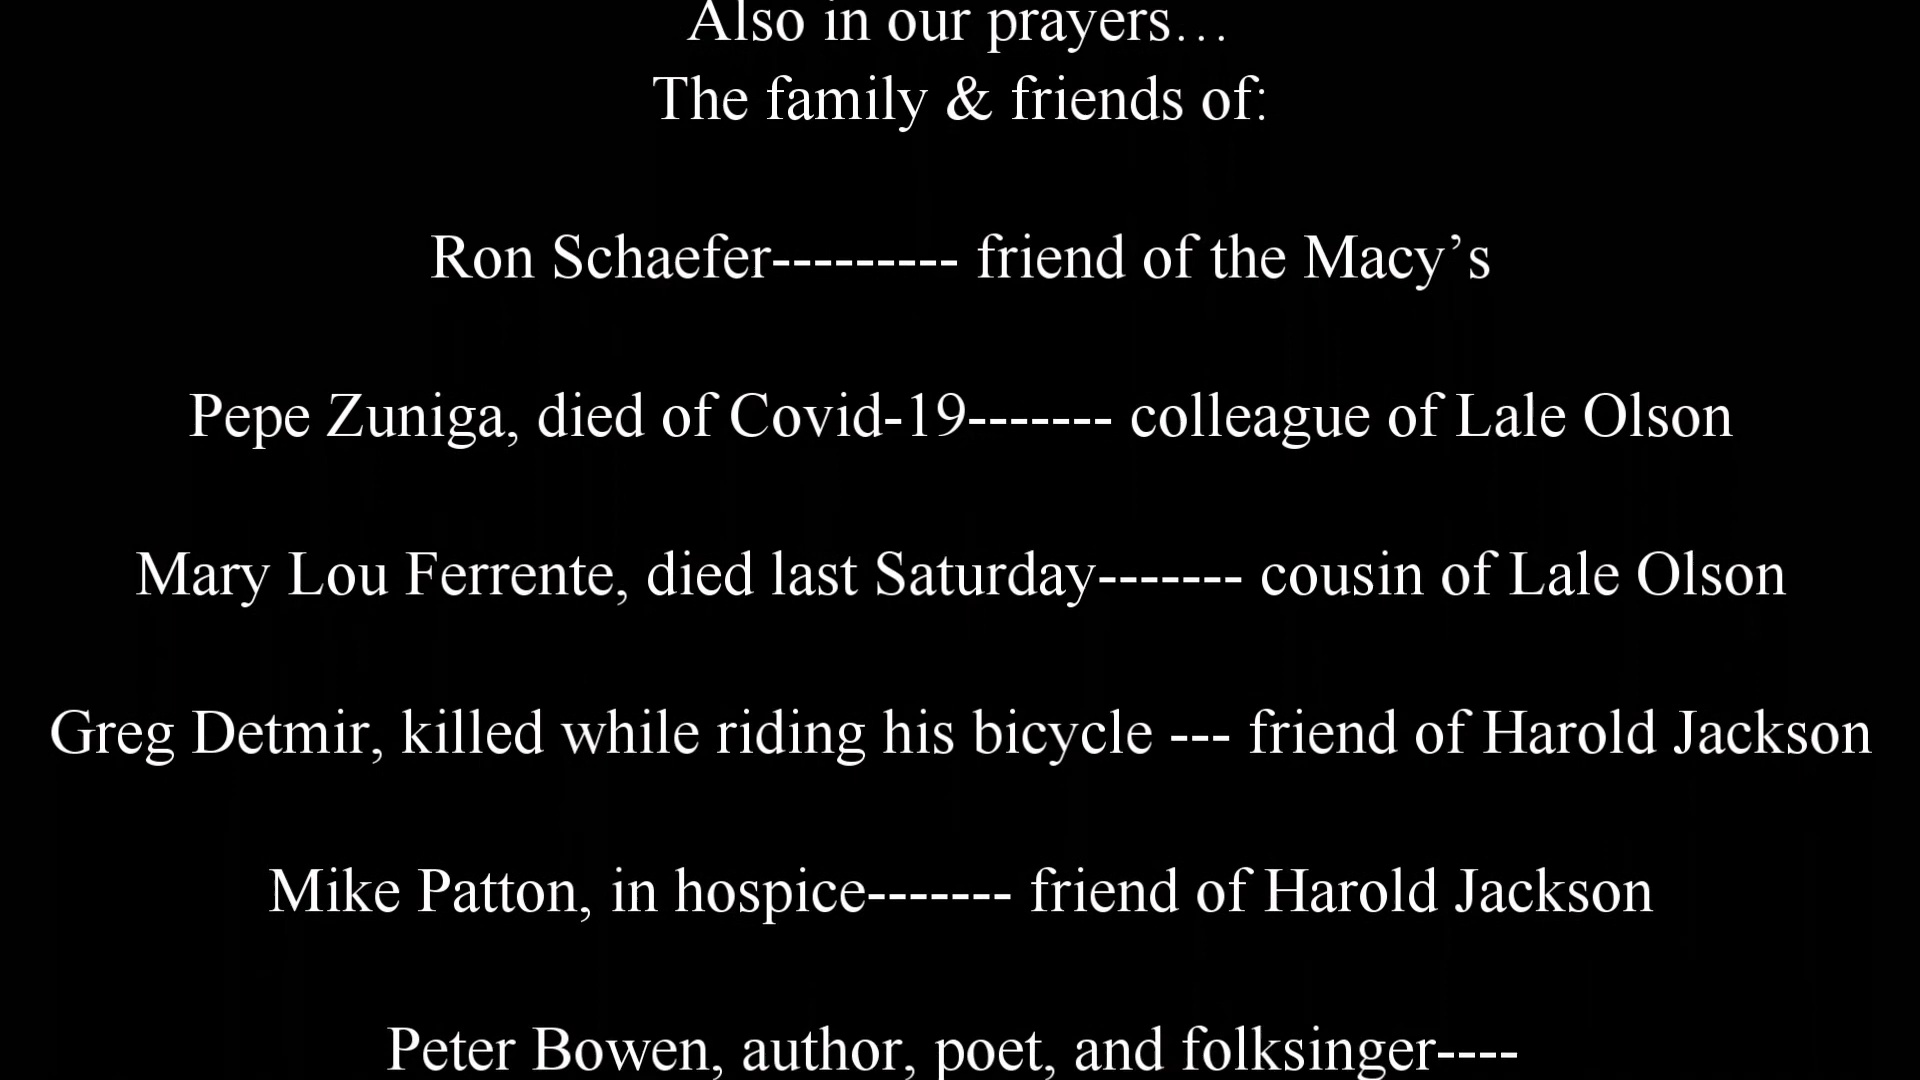 Also in our prayers…
The family & friends of:
Ron Schaefer--------- friend of the Macy’s
Pepe Zuniga, died of Covid-19------- colleague of Lale Olson
Mary Lou Ferrente, died last Saturday------- cousin of Lale Olson
Greg Detmir, killed while riding his bicycle --- friend of Harold Jackson
Mike Patton, in hospice------- friend of Harold Jackson
Peter Bowen, author, poet, and folksinger----